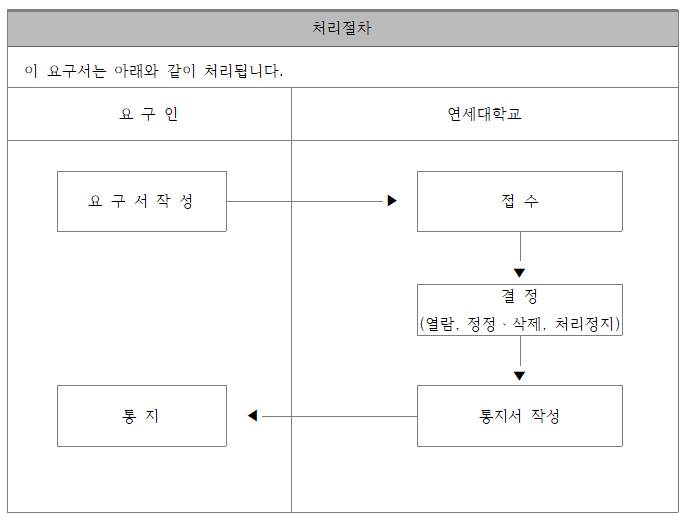 처리절차
이 요구서는 아래와 같이 처리됩니다.
요 구 인
연세대학교
요 구 서 작 성
접 수
결 정
(열람, 정정ㆍ삭제, 처리정지)
통 지
통지서 작성